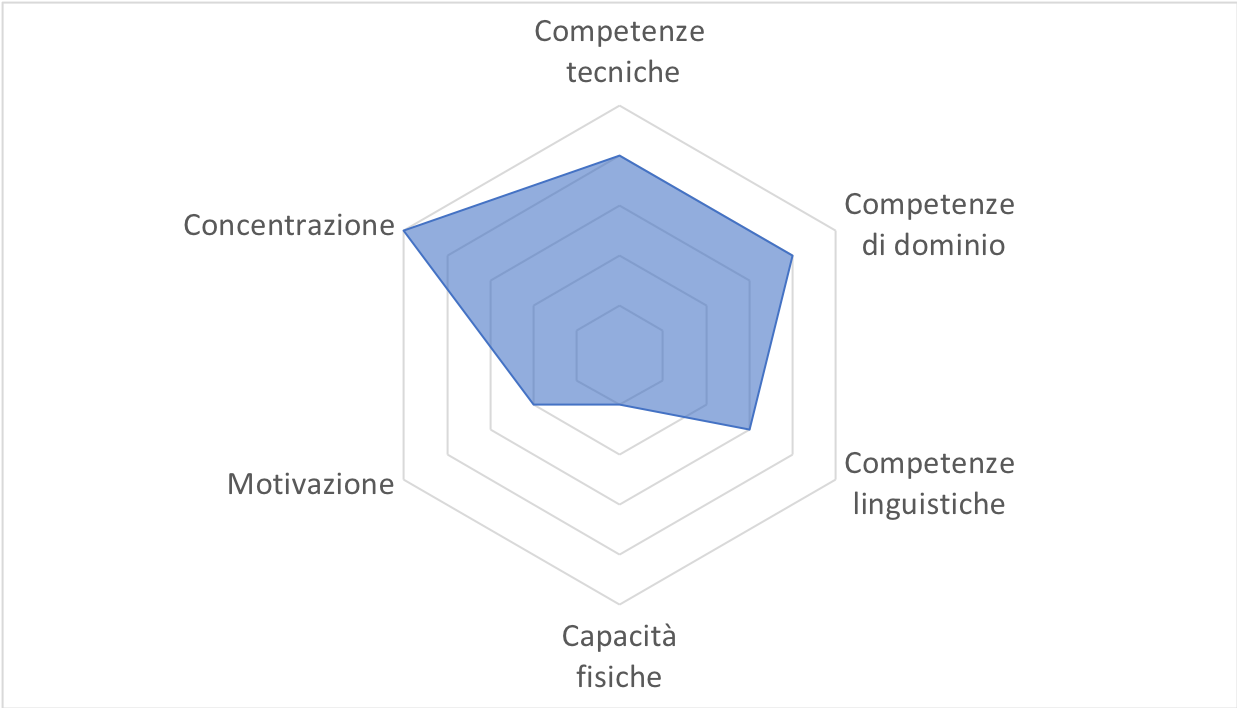 Competenze
tecniche
Concentrazione
Competenze
di dominio
Motivazione
Competenze
linguistiche
Capacità
fisiche